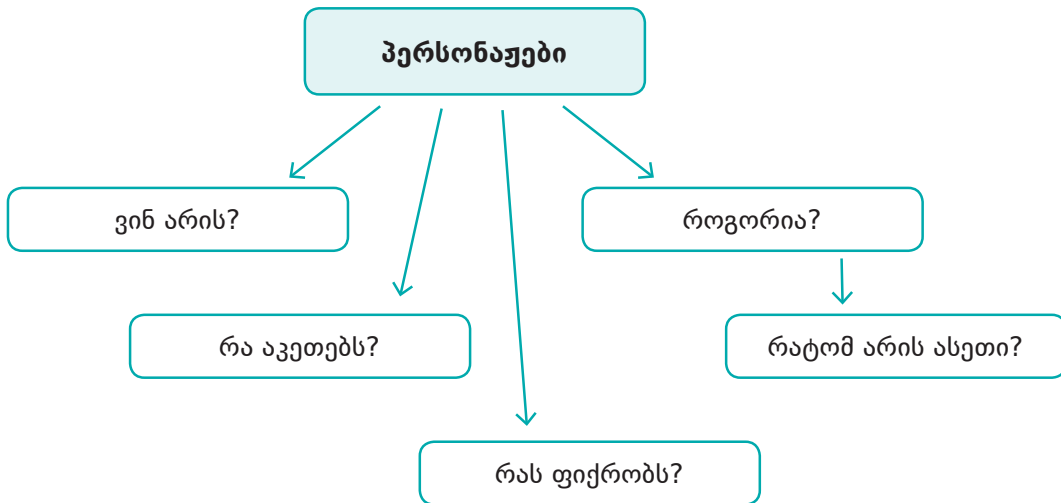 პერსონაჟები
ვინ არის?
როგორია?
რა აკეთებს?
რატომ არის ასეთი?
რას ფიქრობს?